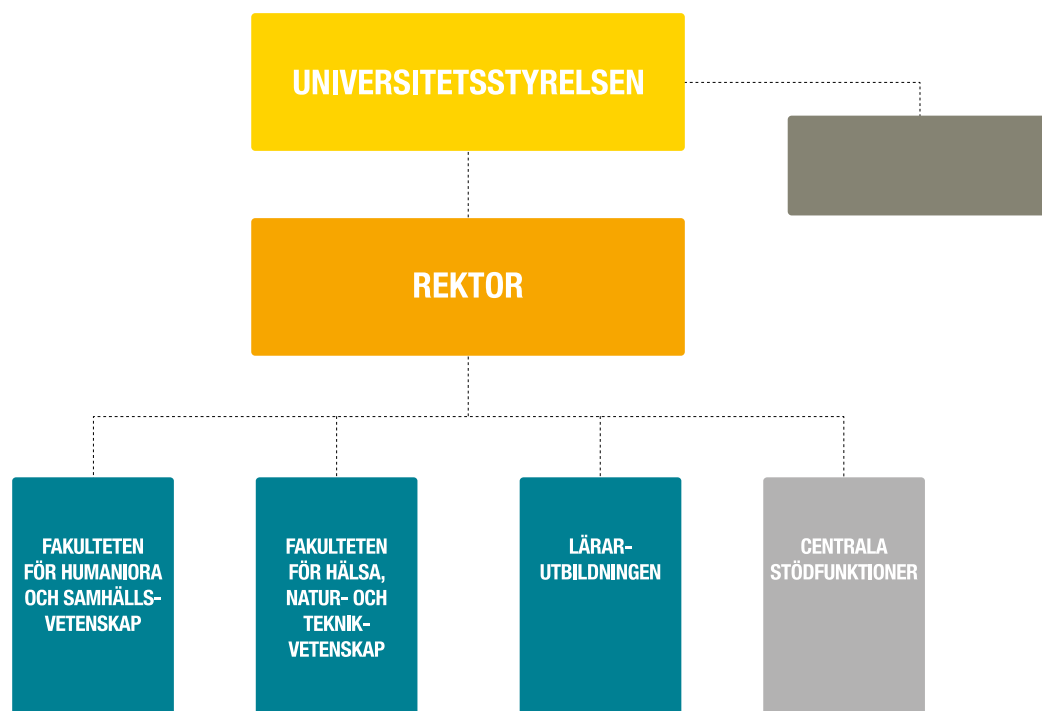 UNIVERSITETSSTYRELSEN
REKTOR
FAKULTETEN
FÖR HUMANIORA
OCH SAMHÄLLS-
VETENSKAP
FAKULTETEN
FÖR HÄLSA,
NATUR- OCH
TEKNIK-
VETENSKAP
LÄRAR-
UTBILDNINGEN
CENTRALA
STÖDFUNKTIONER